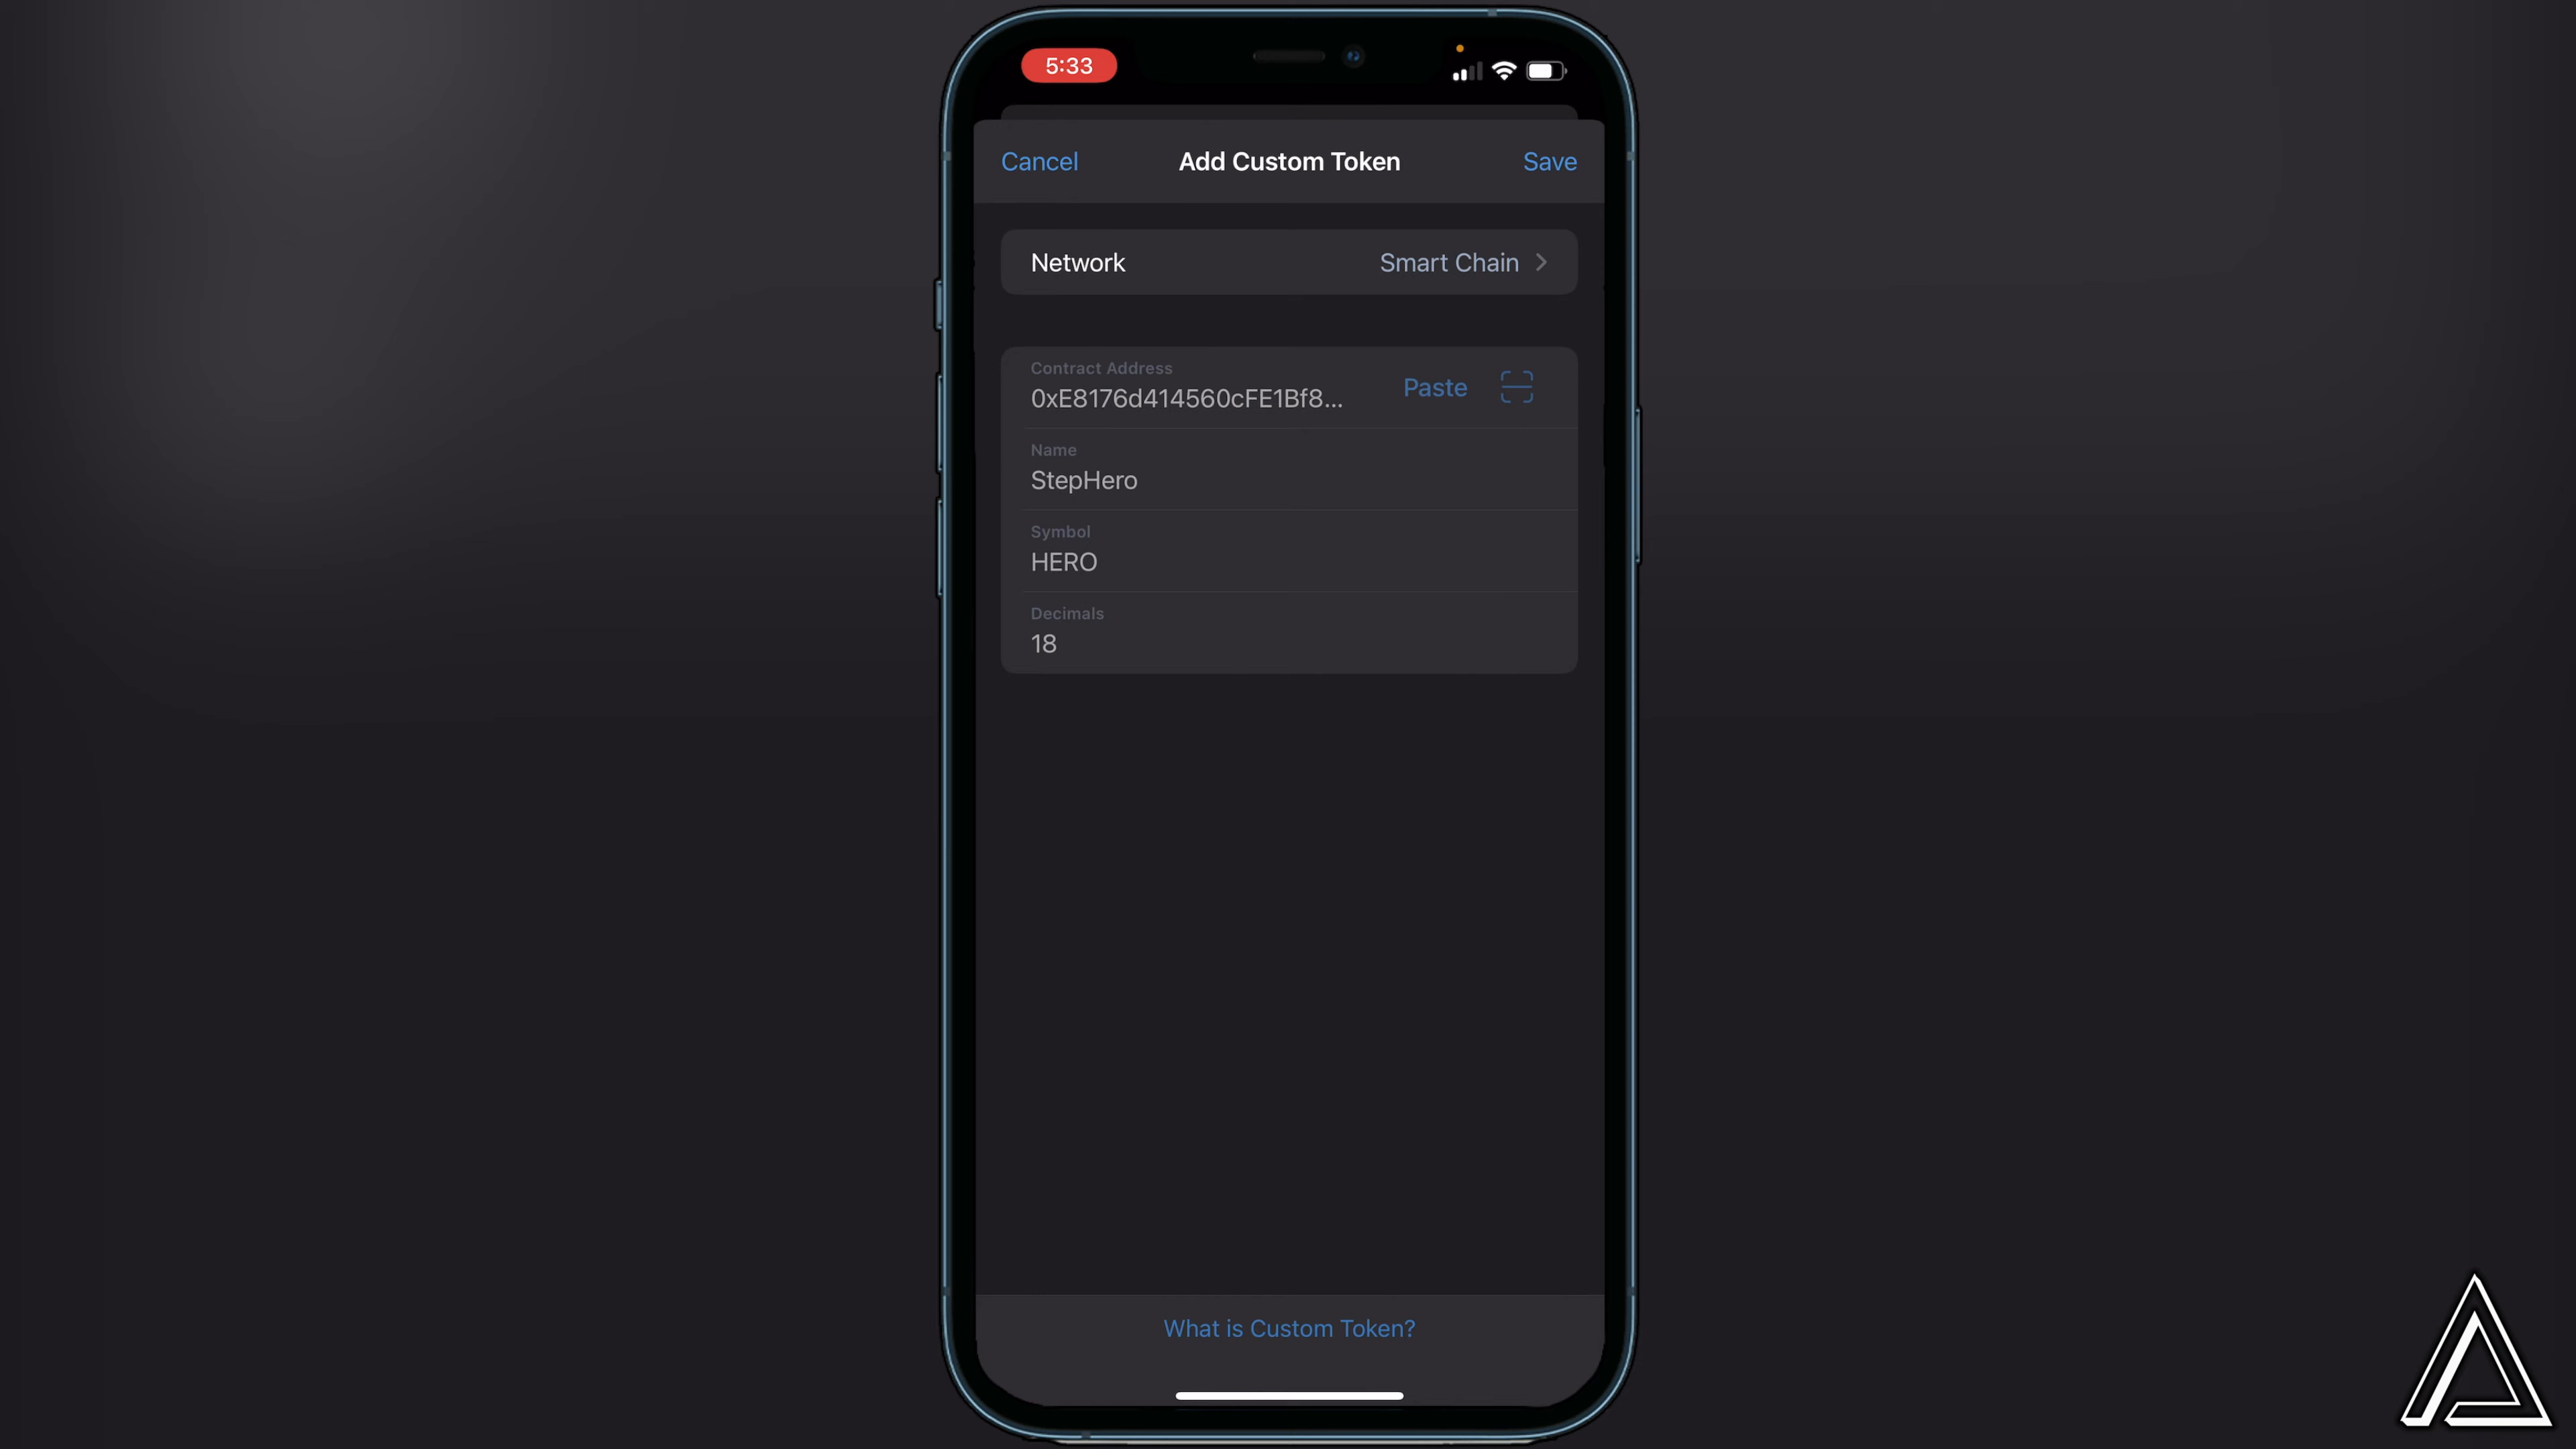 5:33
Cancel Add Custom Token Save
Network Smart Chain
Contract Address
0xE8176d414560cFE1Bf8... Paste
Name
StepHero
Symbol
HERO
Decimals
18
What is Custom Token?